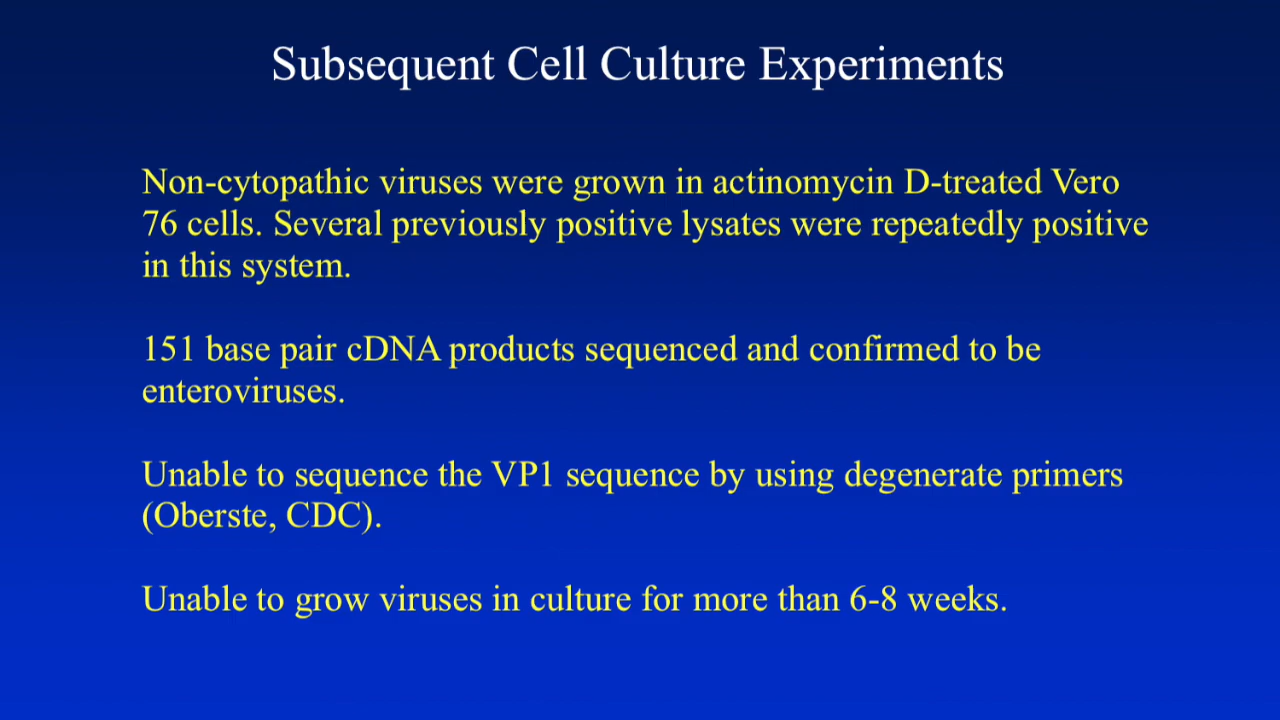 Subsequent Cell Culture Experiments
Non-cytopathic viruses were grown in actinomycin D-treated Vero
76 cells. Several previously positive lysates were repeatedly positive
in this system.
151 base pair cDNA products sequenced and confirmed to be
enteroviruses.
Unable to sequence the VP1 sequence by using degenerate primers
(Oberste, CDC).
Unable to grow viruses in culture for more than 6-8 weeks.